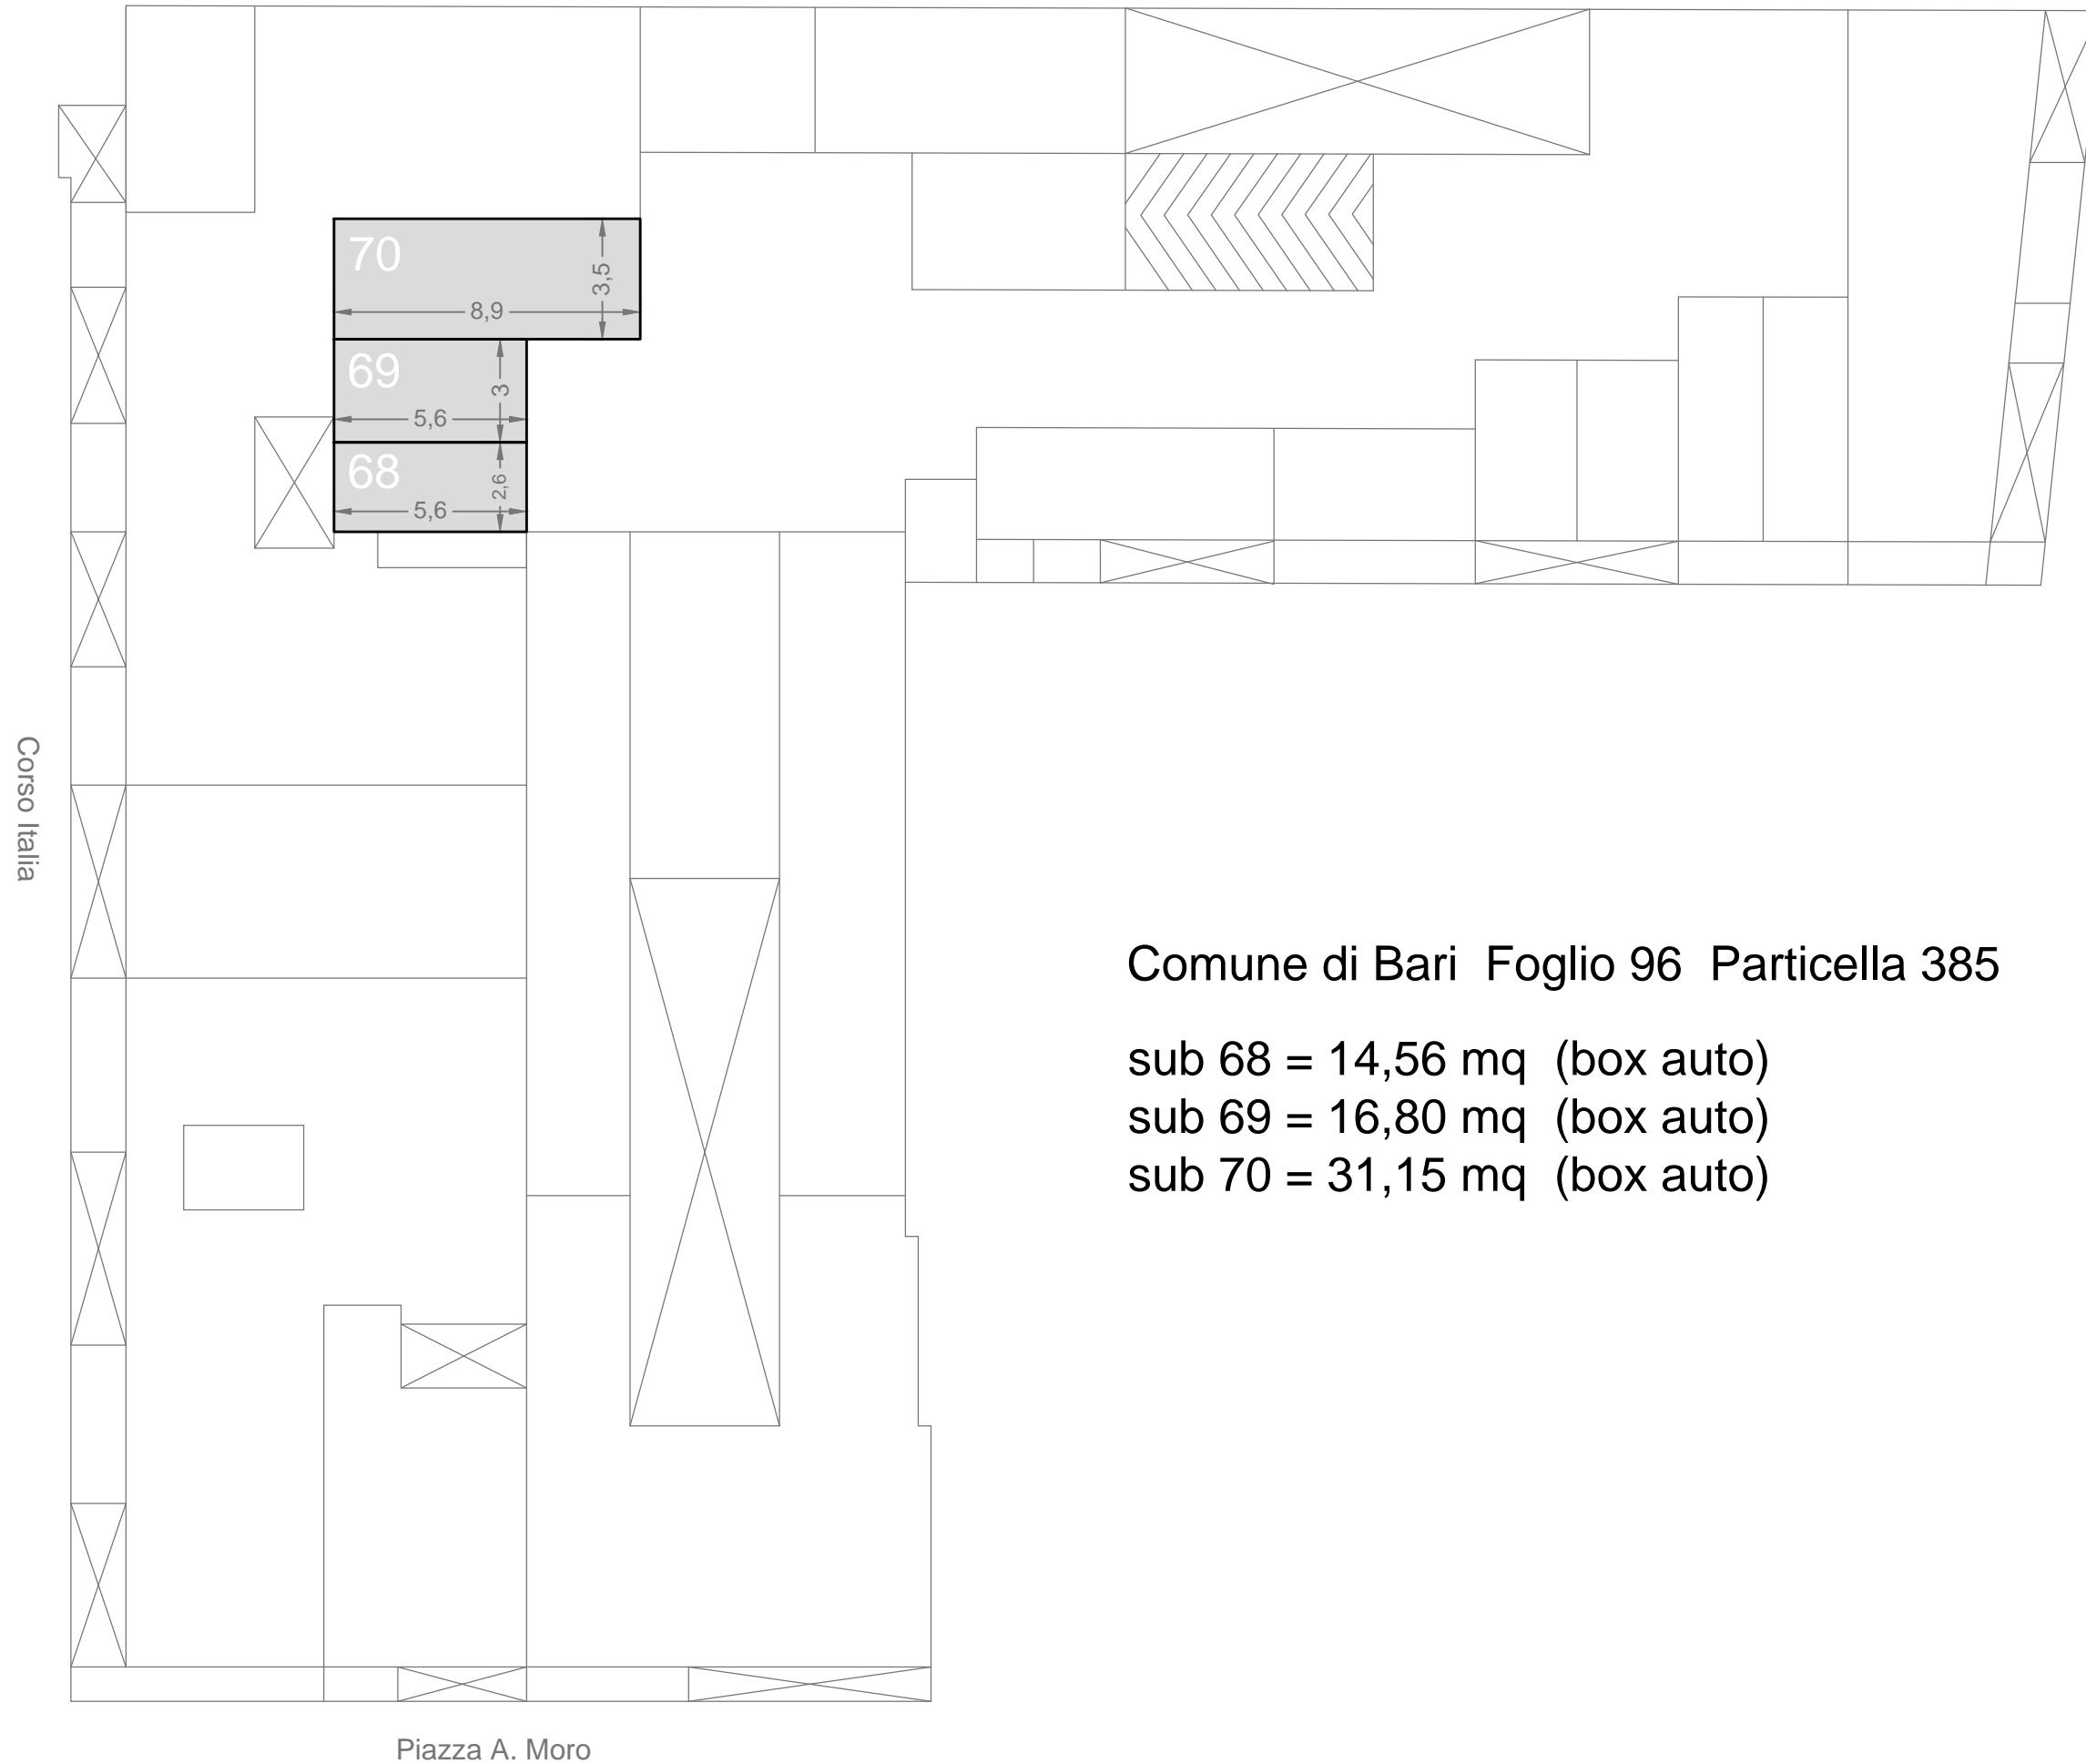 70
3,5
8,9
69
3
5,6
68
2,6
5,6
Corso Itallia
Comune di Bari  Foglio 96  Particella 385
sub 68 = 14,56 mq  (box auto)
sub 69 = 16,80 mq  (box auto)
sub 70 = 31,15 mq  (box auto)
Piazza A. Moro